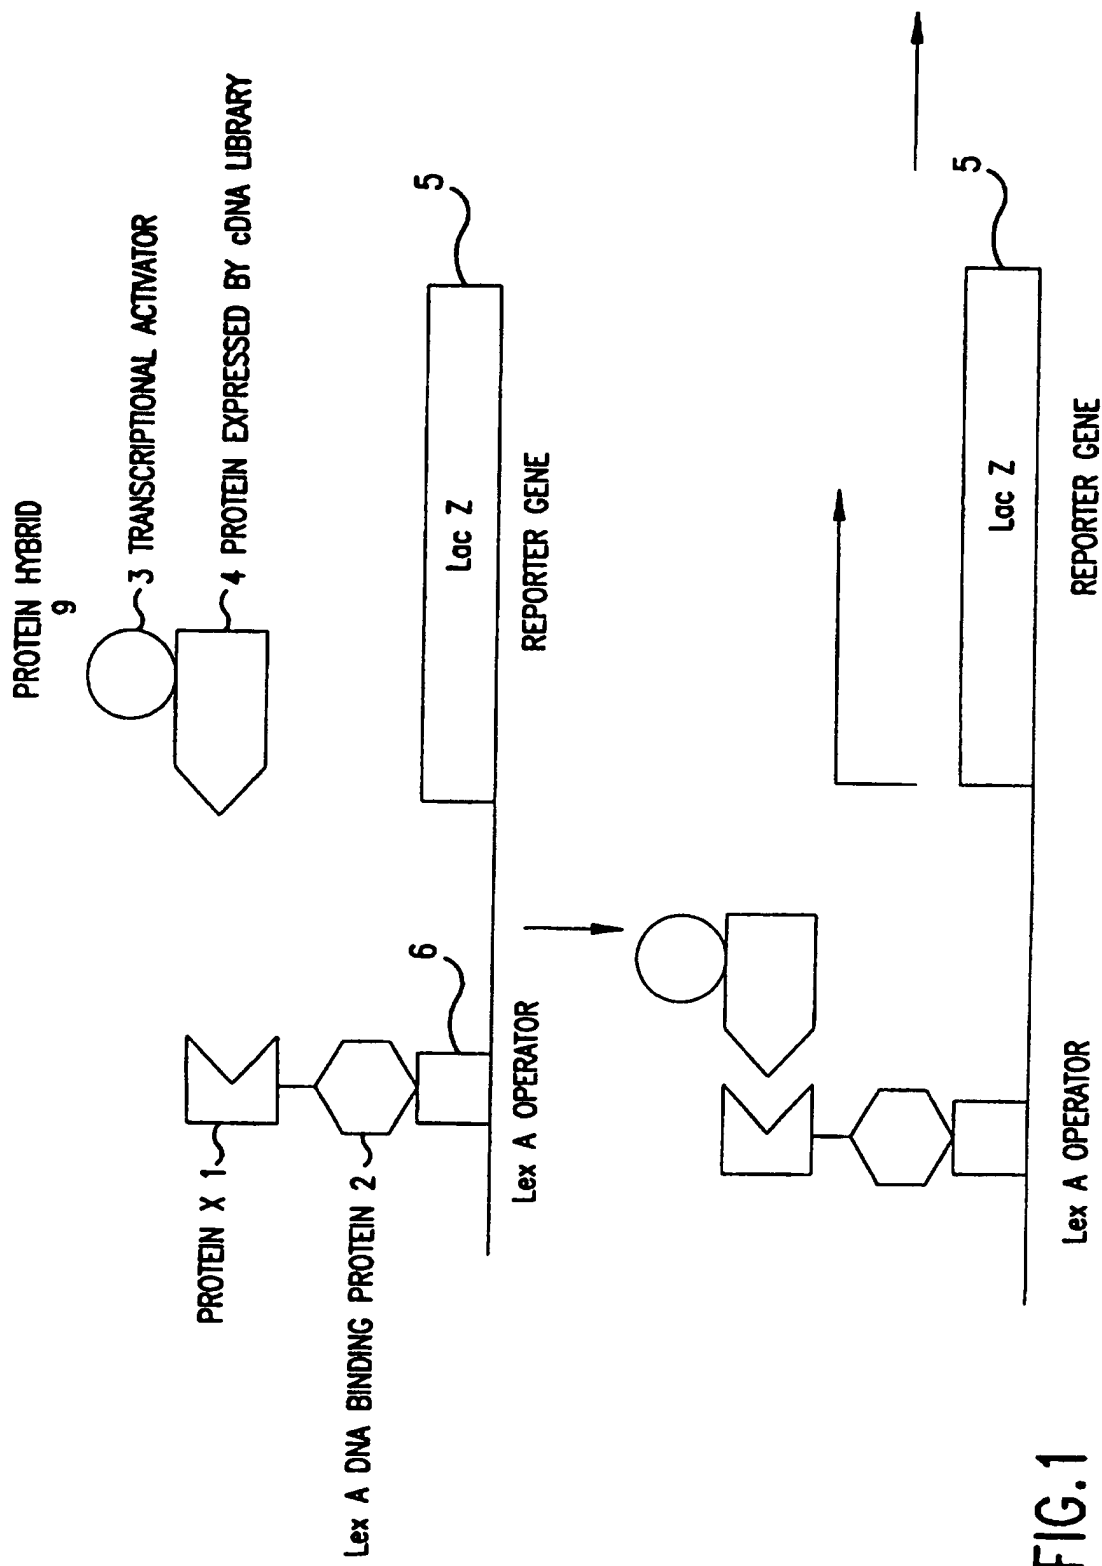 PROTEIN HYBRID
9
3 TRANSCRIPTIONAL ACTIVATOR
4 PROTEIN EXPRESSED BY cDNA LIBRARY
PROTEIN X 1
Lex A DNA BINDING PROTEIN 2
6
5
Lac Z
Lex A OPERATOR
REPORTER GENE
5
Lac Z
Lex A OPERATOR
REPORTER GENE
FIG.1